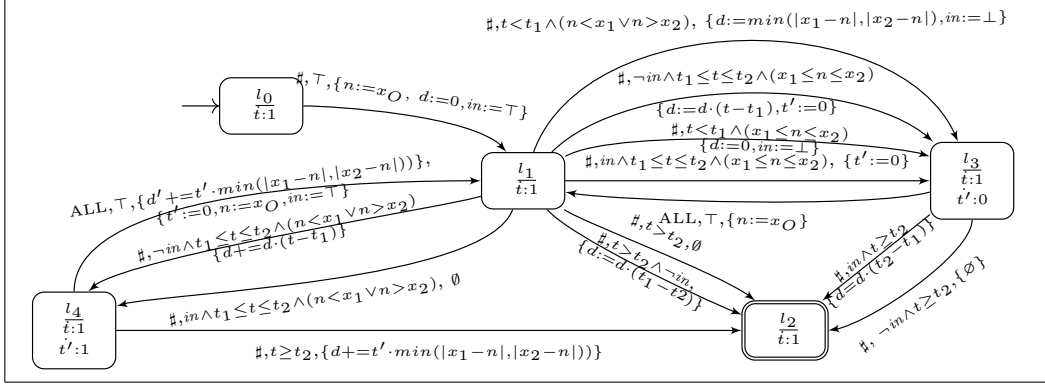 ♯,t<t₁∧(n<x₁∨n>x₂), {d:=min(|x₁−n|,|x₂−n|),in:=⊥}
♯,¬in∧t₁≤t≤t₂∧(x₁≤n≤x₂)
{d:=d·(t−t₁),t′:=0}
♯,t<t₁∧(x₁≤n≤x₂)
{d:=0,in:=⊥}
♯,in∧t₁≤t≤t₂∧(x₁≤n≤x₂), {t′:=0}
♯,⊤,{n:=x_O, d:=0,in:=⊤}
l₀
ṫ:1
l₁
ṫ:1
l₃
ṫ:1
ṫ′:0
ALL,⊤,{d′+=t′·min(|x₁−n|,|x₂−n|))},
{t′:=0,n:=x_O,in:=⊤}
ALL,⊤,{n:=x_O}
♯,¬in∧t₁≤t≤t₂∧(n<x₁∨n>x₂)
{d+=d·(t−t₁)}
♯,t>t₂,∅
♯,t>t₂∧¬in,
{d:=d·(t₁−t2)}
♯,in∧t≥t₂
{d=d·(t₂−t₁)}
♯, ¬in∧t≥t₂,{∅}
♯,in∧t₁≤t≤t₂∧(n<x₁∨n>x₂), ∅
l₄
ṫ:1
ṫ′:1
l₂
ṫ:1
♯,t≥t₂,{d+=t′·min(|x₁−n|,|x₂−n|))}